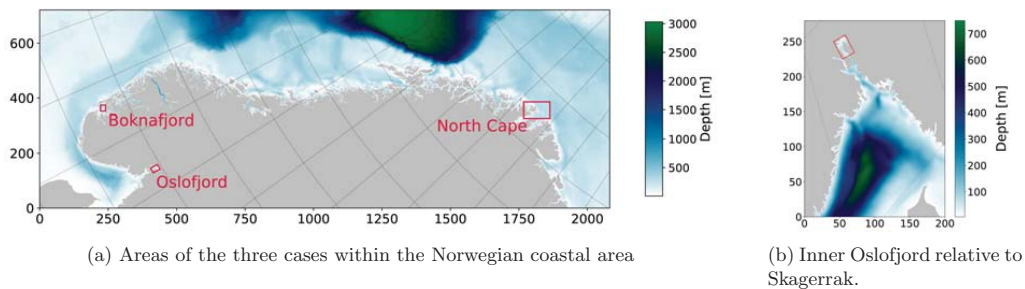 600
400
200
0
0 250 500 750 1000 1250 1500 1750 2000
Boknafjord
Oslofjord
North Cape
3000
2500
2000
1500
1000
500
Depth [m]
(a) Areas of the three cases within the Norwegian coastal area
250
200
150
100
50
0
0 50 100 150 200
700
600
500
400
300
200
100
Depth [m]
(b) Inner Oslofjord relative to
Skagerrak.